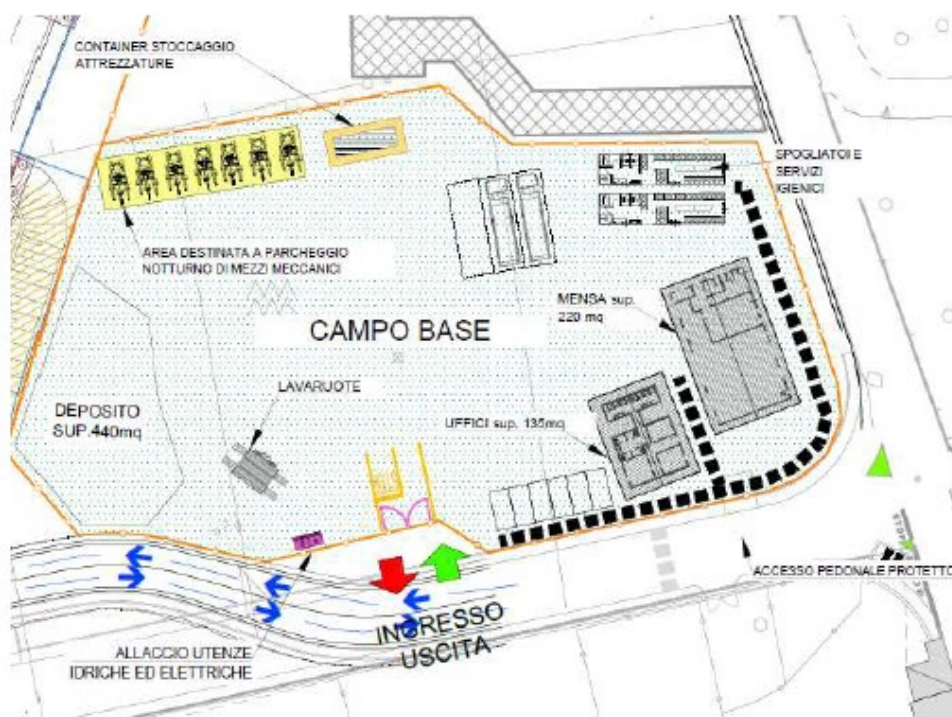 CONTAINER STOCCAGGIO
ATTREZZATURE
SPOGLIATOI E
SERVIZI
IGIENICI
AREA DESTINATA A PARCHEGGIO
NOTTURNO DI MEZZI MECCANICI
MENSA sup.
220 mq
CAMPO BASE
LAVARUOTE
DEPOSITO
SUP.440mq
UFFICI sup. 135mq
ACCESSO PEDONALE PROTETTO
INGRESSO
USCITA
ALLACCIO UTENZE
IDRICHE ED ELETTRICHE